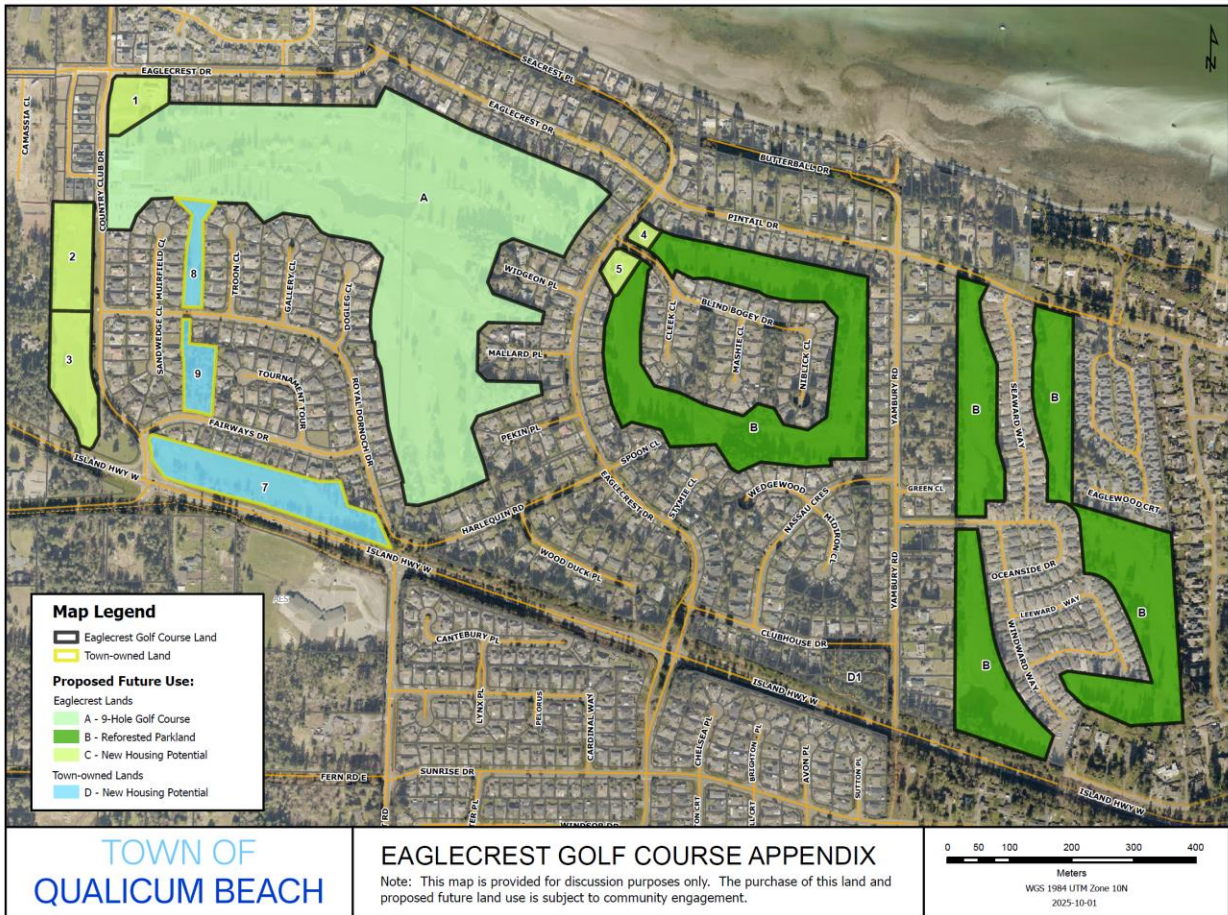 SEACREST PL
EAGLECREST DR
N
CAMASSIA CL
1
EAGLECREST DR
BUTTERBALL DR
COUNTRY CLUB DR
A
PINTAIL DR
2
4
SANDWEDGE CL
MUIRFIELD CL
8
TROON CL
GALLERY CL
DOGLEG CL
WIDGEON PL
5
CLEEK CL
BLIND BOGEY DR
MASHIE CL
NIBLICK CL
3
9
MALLARD PL
YAMBURY RD
B
SEAWARD WAY
B
TOURNAMENT TOUR
ROYAL DORNOCH DR
FAIRWAYS DR
PEKIN PL
B
SPOON CL
ISLAND HWY W
7
EAGLECREST DR
STYMIE CL
WEDGEWOOD
NASSAU CRES
MIDIRON CL
GREEN CL
EAGLEWOOD CRT
HARLEQUIN RD
ISLAND HWY W
WOOD DUCK PL
YAMBURY RD
OCEANSIDE DR
LEEWARD WAY
B
WINDWARD WAY
B
CANTEBURY PL
CLUBHOUSE DR
D1
ISLAND HWY W
LYNX PL
PELORUS
CARDINAL WAY
CHELSEA PL
BRIGHTON PL
AVON PL
SUTTON PL
FERN RD E
SUNRISE DR
ISLAND HWY W
Map Legend
Eaglecrest Golf Course Land
Town-owned Land
Proposed Future Use:
Eaglecrest Lands
A - 9-Hole Golf Course
B - Reforested Parkland
C - New Housing Potential
Town-owned Lands
D - New Housing Potential
TOWN OF
QUALICUM BEACH
EAGLECREST GOLF COURSE APPENDIX
Note: This map is provided for discussion purposes only. The purchase of this land and
proposed future land use is subject to community engagement.
0 50 100 200 300 400
Meters
WGS 1984 UTM Zone 10N
2025-10-01